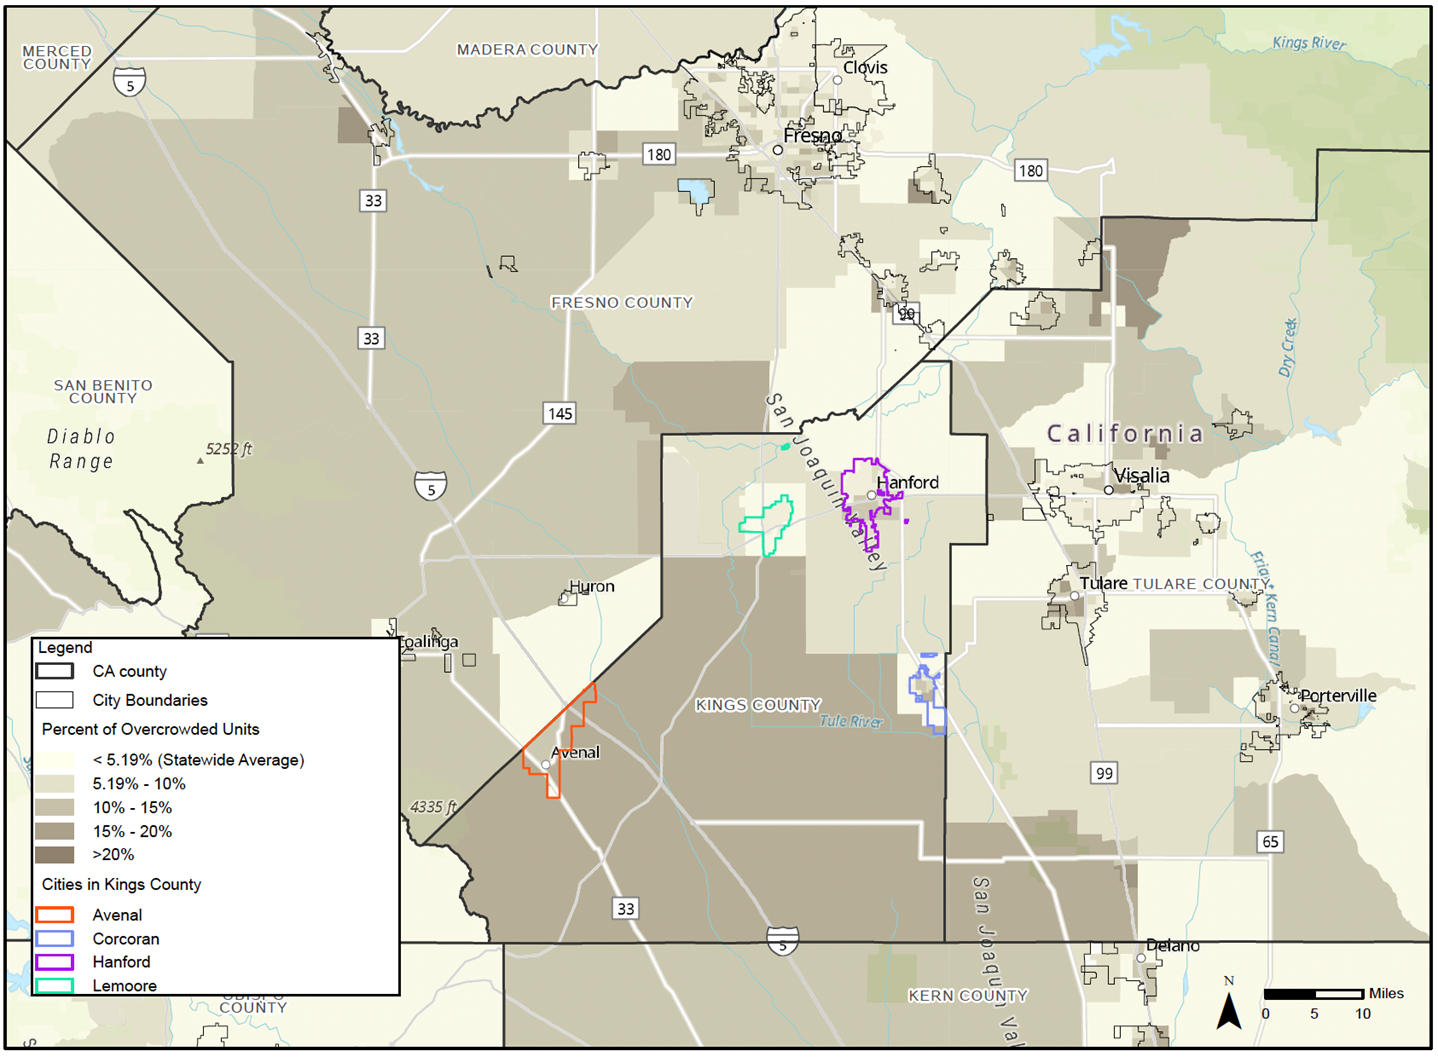 MERCED
COUNTY
MADERA COUNTY
Kings River
Clovis
5
Fresno
180
180
33
FRESNO COUNTY
99
33
Dry Creek
SAN BENITO
COUNTY
145
San Joaquin Valley
California
Diablo
Range
5252 ft
Visalia
Hanford
5
Friant Kern Canal
Huron
Tulare
TULARE COUNTY
Coalinga
Porterville
KINGS COUNTY
Tule River
Avenal
99
4335 ft
65
33
San Joaquin Val
5
Delano
KERN COUNTY
OBISPO
COUNTY
Legend
CA county
City Boundaries
Percent of Overcrowded Units
< 5.19% (Statewide Average)
5.19% - 10%
10% - 15%
15% - 20%
>20%
Cities in Kings County
Avenal
Corcoran
Hanford
Lemoore
N
Miles
0 5 10